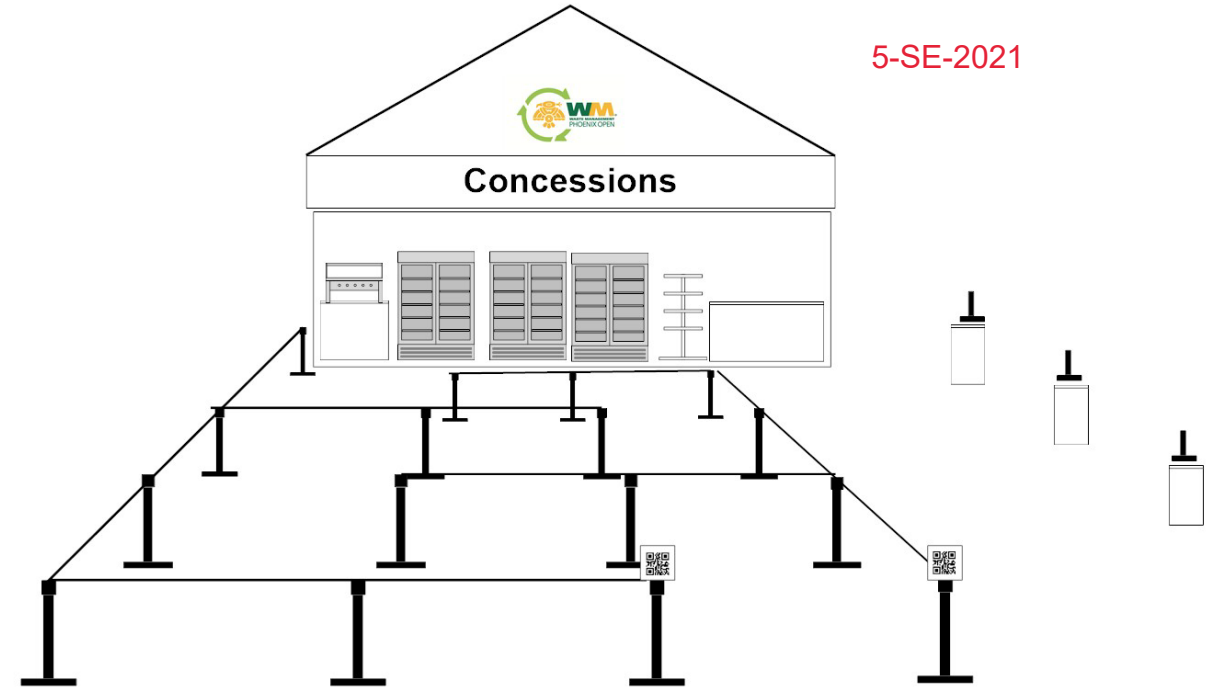 5-SE-2021
WM
WASTE MANAGEMENT
PHOENIX OPEN
Concessions